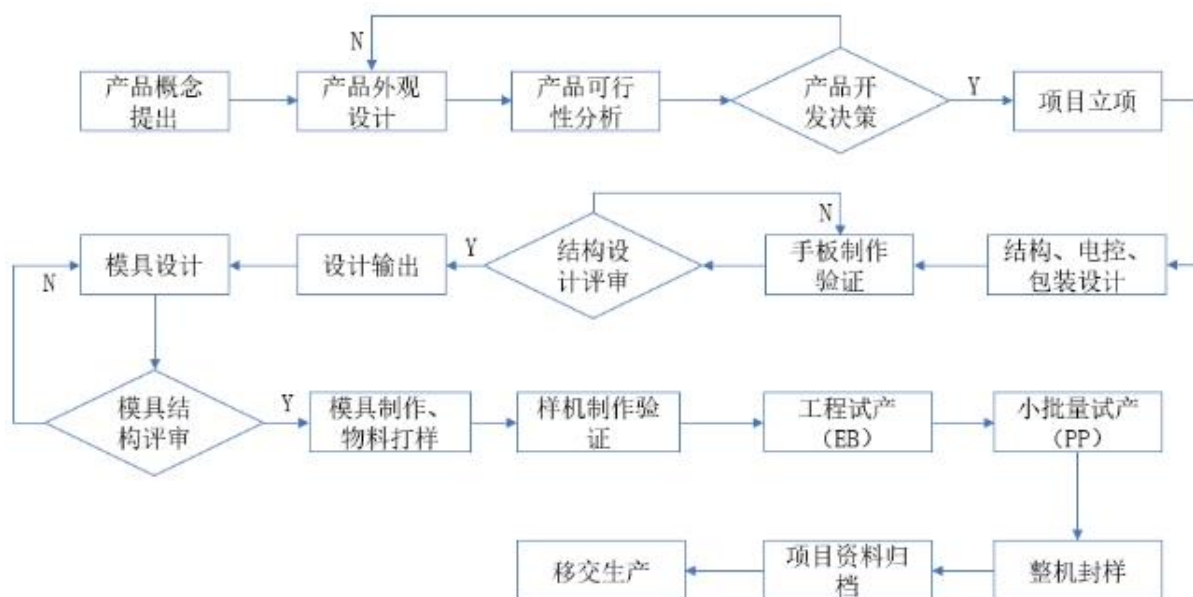 N
产品概念
提出
产品外观
设计
产品可行
性分析
产品开
发决策
Y
项目立项
N
模具设计
N
设计输出
Y
结构设
计评审
手板制作
验证
结构、电控、
包装设计
模具结
构评审
Y
模具制作、
物料打样
样机制作验
证
工程试产
（EB）
小批量试产
（PP）
移交生产
项目资料归
档
整机封样